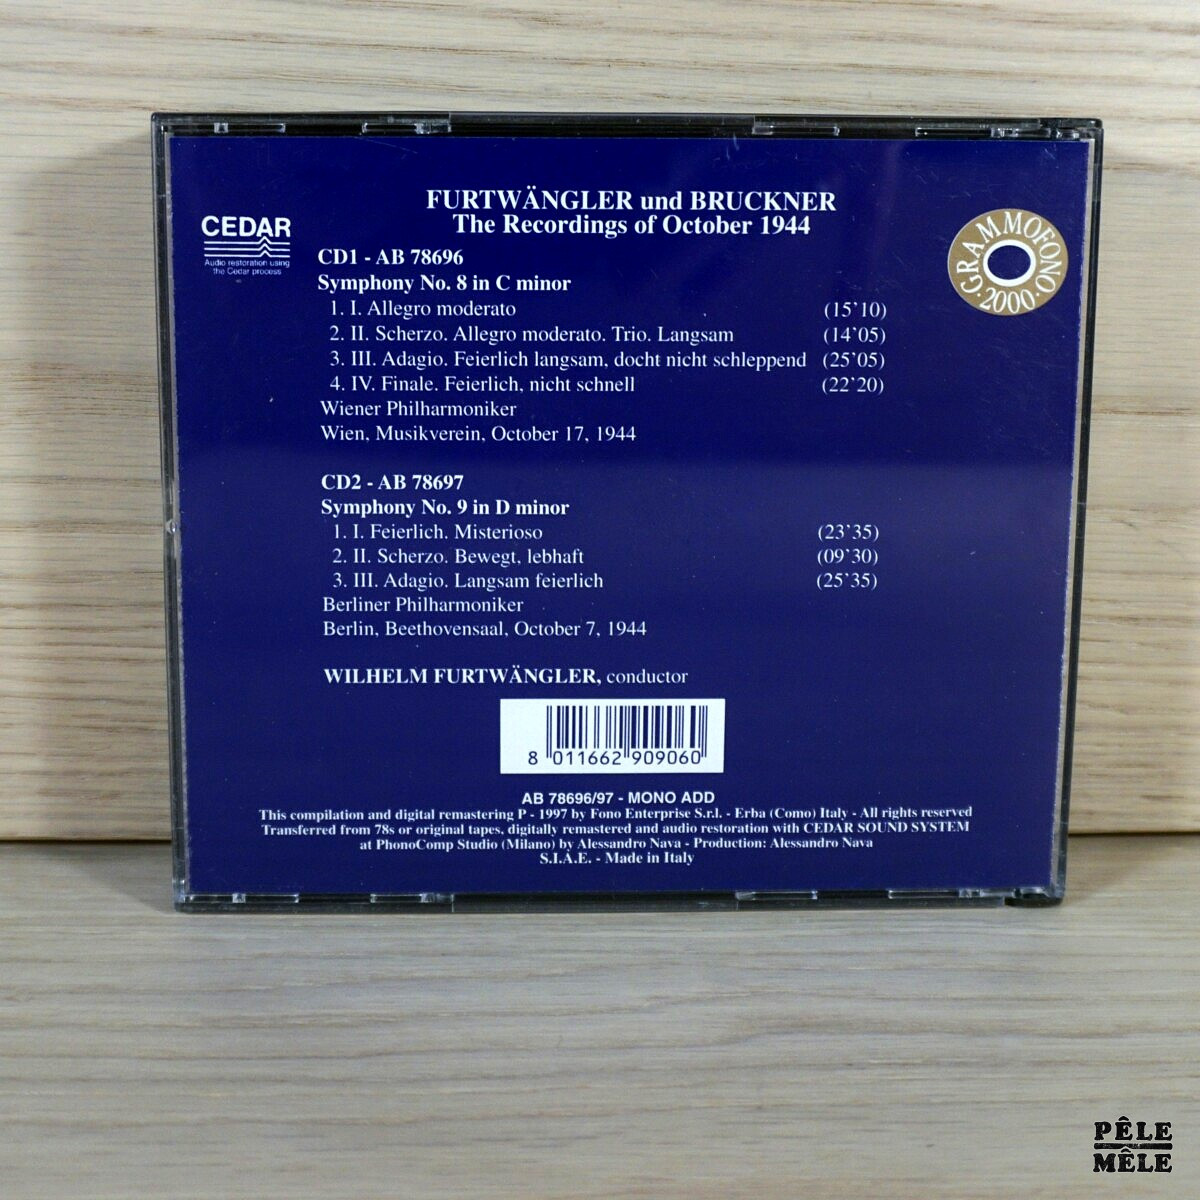 FURTWÄNGLER und BRUCKNER
The Recordings of October 1944
CEDAR
Audio restoration using
the Cedar process
GRAMMOFONO
·2000·
CD1 - AB 78696
Symphony No. 8 in C minor
1. I. Allegro moderato (15'10)
2. II. Scherzo. Allegro moderato. Trio. Langsam (14'05)
3. III. Adagio. Feierlich langsam, docht nicht schleppend (25'05)
4. IV. Finale. Feierlich, nicht schnell (22'20)
Wiener Philharmoniker
Wien, Musikverein, October 17, 1944
CD2 - AB 78697
Symphony No. 9 in D minor
1. I. Feierlich. Misterioso (23'35)
2. II. Scherzo. Bewegt, lebhaft (09'30)
3. III. Adagio. Langsam feierlich (25'35)
Berliner Philharmoniker
Berlin, Beethovensaal, October 7, 1944
WILHELM FURTWÄNGLER, conductor
8 011662 909060
AB 78696/97 - MONO ADD
This compilation and digital remastering P - 1997 by Fono Enterprise S.r.l. - Erba (Como) Italy - All rights reserved
Transferred from 78s or original tapes, digitally remastered and audio restoration with CEDAR SOUND SYSTEM
at PhonoComp Studio (Milano) by Alessandro Nava - Production: Alessandro Nava
S.I.A.E. - Made in Italy
PÊLE
MÊLE